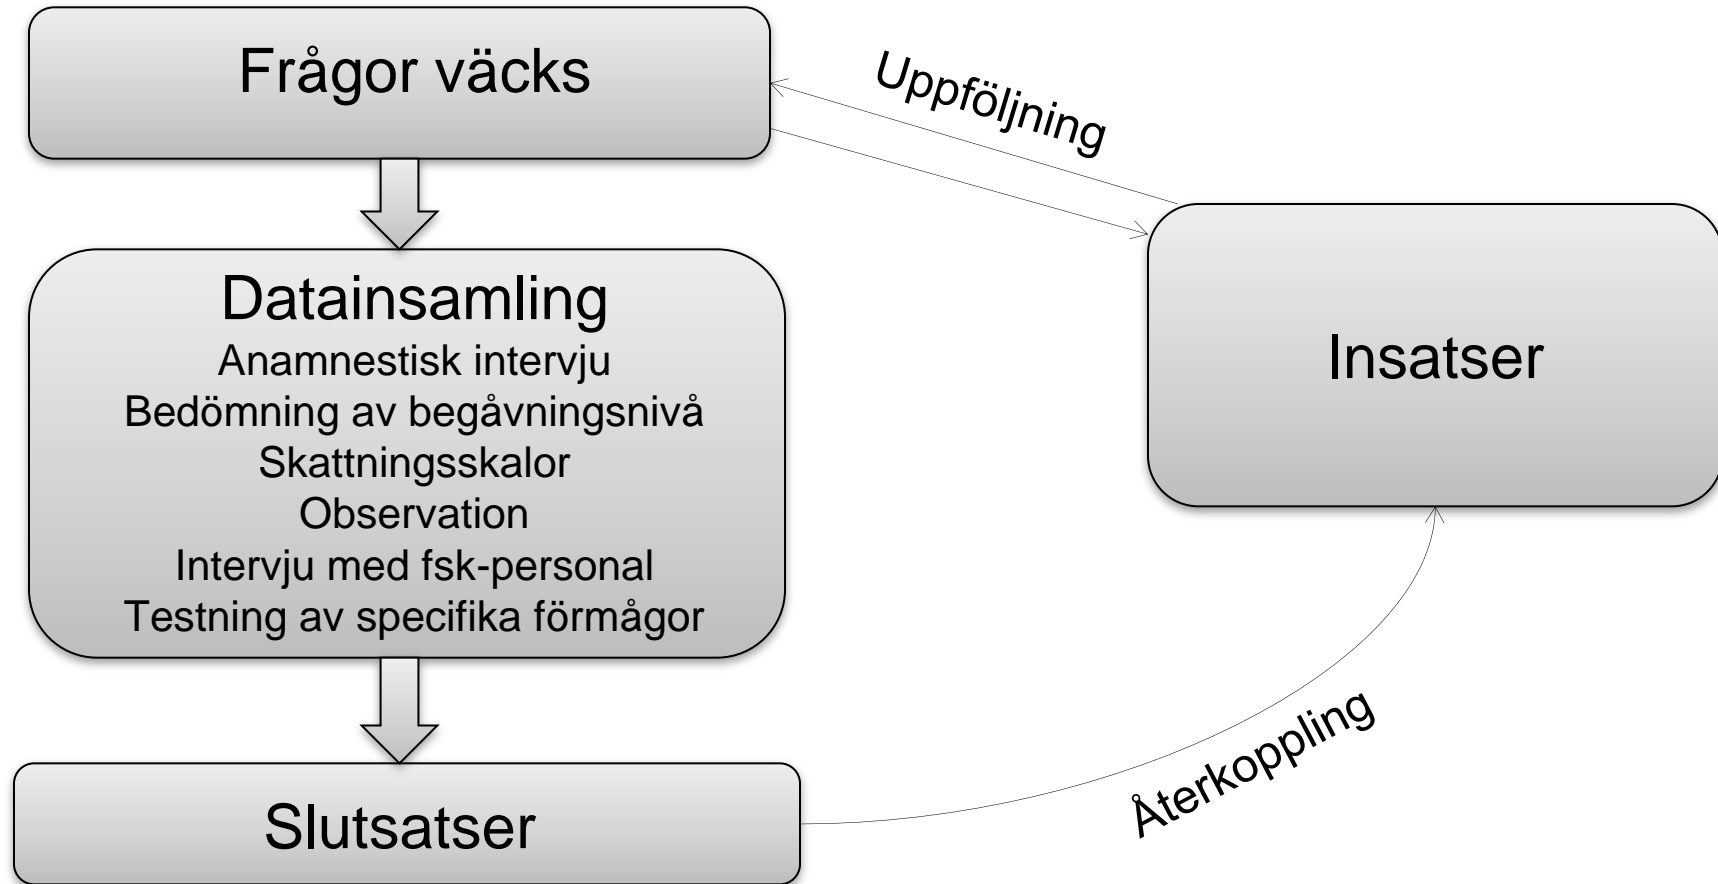 Frågor väcks
Uppföljning
Datainsamling
Anamnestisk intervju
Bedömning av begåvningsnivå
Skattningsskalor
Observation
Intervju med fsk-personal
Testning av specifika förmågor
Insatser
Återkoppling
Slutsatser